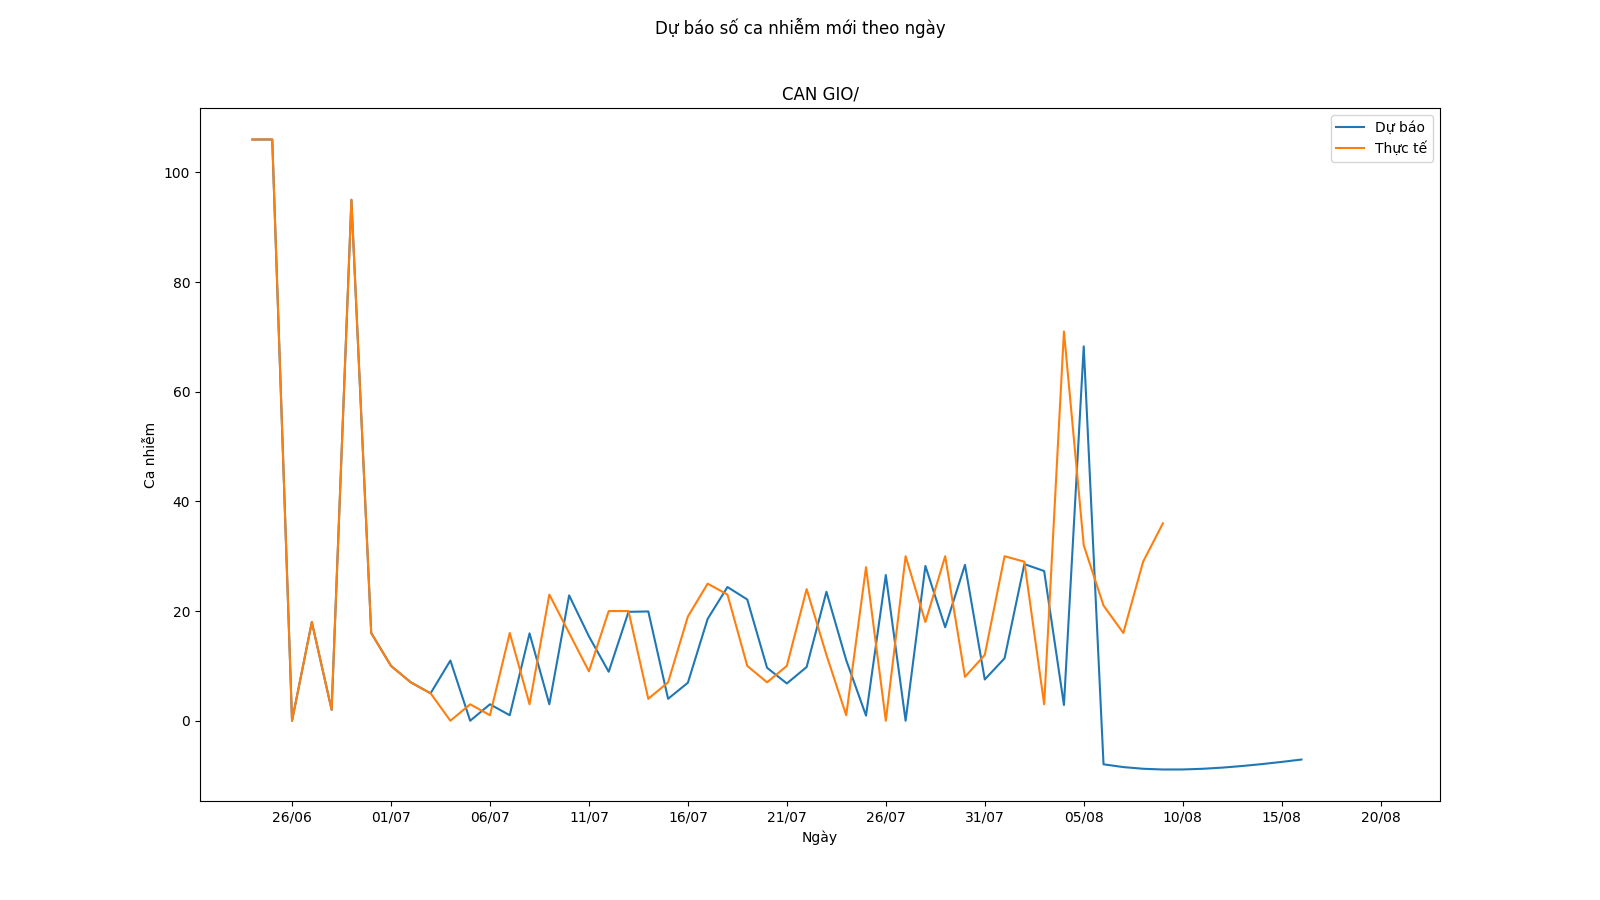 Dự báo số ca nhiễm mới theo ngày
CAN GIO/
Dự báo
Thực tế
100
80
60
40
20
0
Ca nhiễm
26/06 01/07 06/07 11/07 16/07 21/07 26/07 31/07 05/08 10/08 15/08 20/08
Ngày